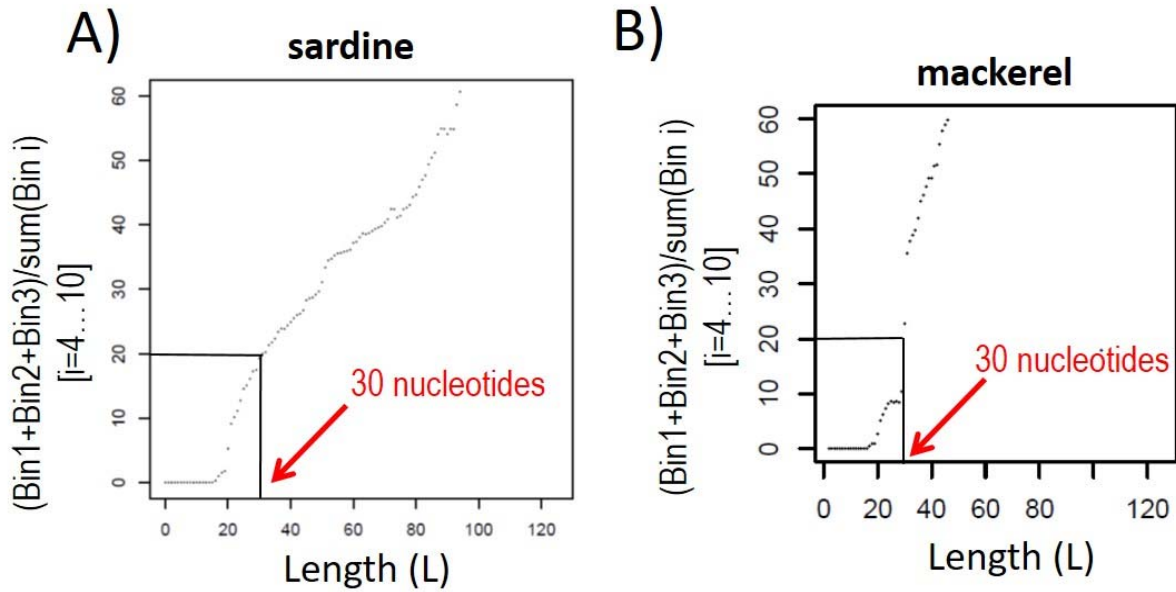 A)
sardine
(Bin1+Bin2+Bin3)/sum(Bin i)
[i=4…10]
60
50
40
30
20
10
0
30 nucleotides
0 20 40 60 80 100 120
Length (L)
B)
mackerel
(Bin1+Bin2+Bin3)/sum(Bin i)
[i=4…10]
60
50
40
30
20
10
0
30 nucleotides
0 20 40 60 80 120
Length (L)